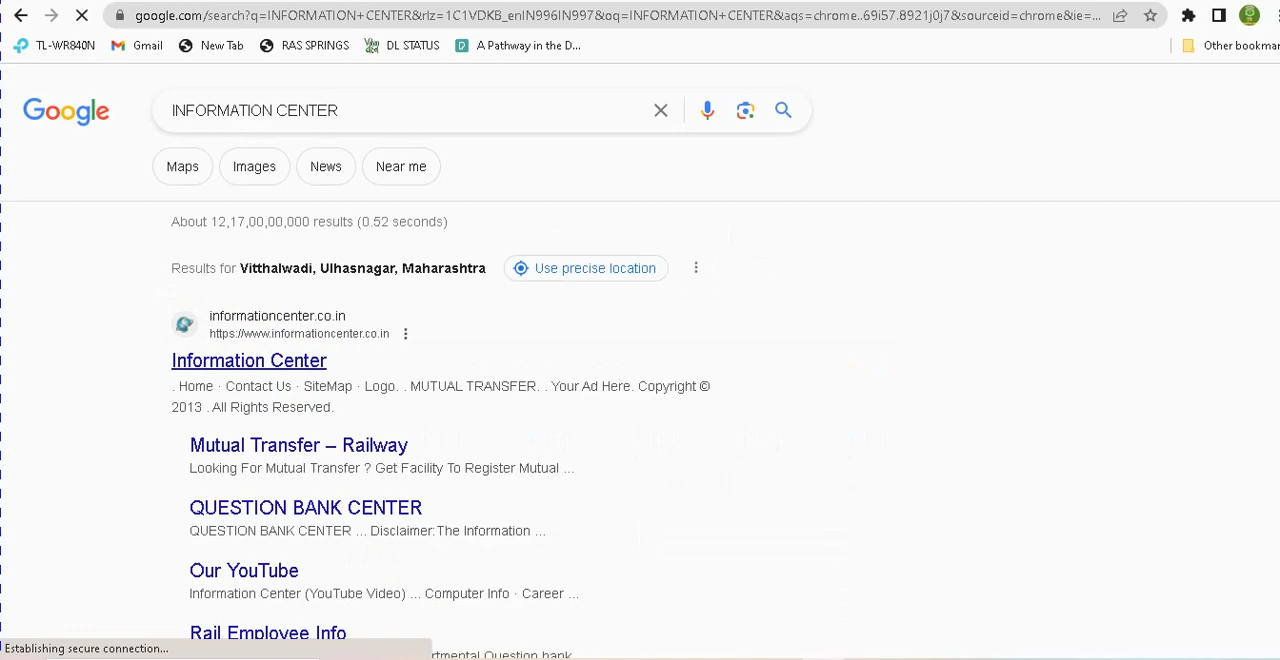 google.com/search?q=INFORMATION+CENTER&rlz=1C1VDKB_enIN996IN997&oq=INFORMATION+CENTER&aqs=chrome..69i57.8921j0j7&sourceid=chrome&ie=...
TL-WR840N Gmail New Tab RAS SPRINGS DL STATUS A Pathway in the D... Other bookmar
Google INFORMATION CENTER
Maps Images News Near me
About 12,17,00,00,000 results (0.52 seconds)
Results for Vitthalwadi, Ulhasnagar, Maharashtra Use precise location
informationcenter.co.in
https://www.informationcenter.co.in
Information Center
. Home · Contact Us · SiteMap · Logo. . MUTUAL TRANSFER. . Your Ad Here. Copyright ©
2013 . All Rights Reserved.
Mutual Transfer – Railway
Looking For Mutual Transfer ? Get Facility To Register Mutual ...
QUESTION BANK CENTER
QUESTION BANK CENTER ... Disclaimer:The Information ...
Our YouTube
Information Center (YouTube Video) ... Computer Info · Career ...
Rail Employee Info
Establishing secure connection...
rtmental Question bank